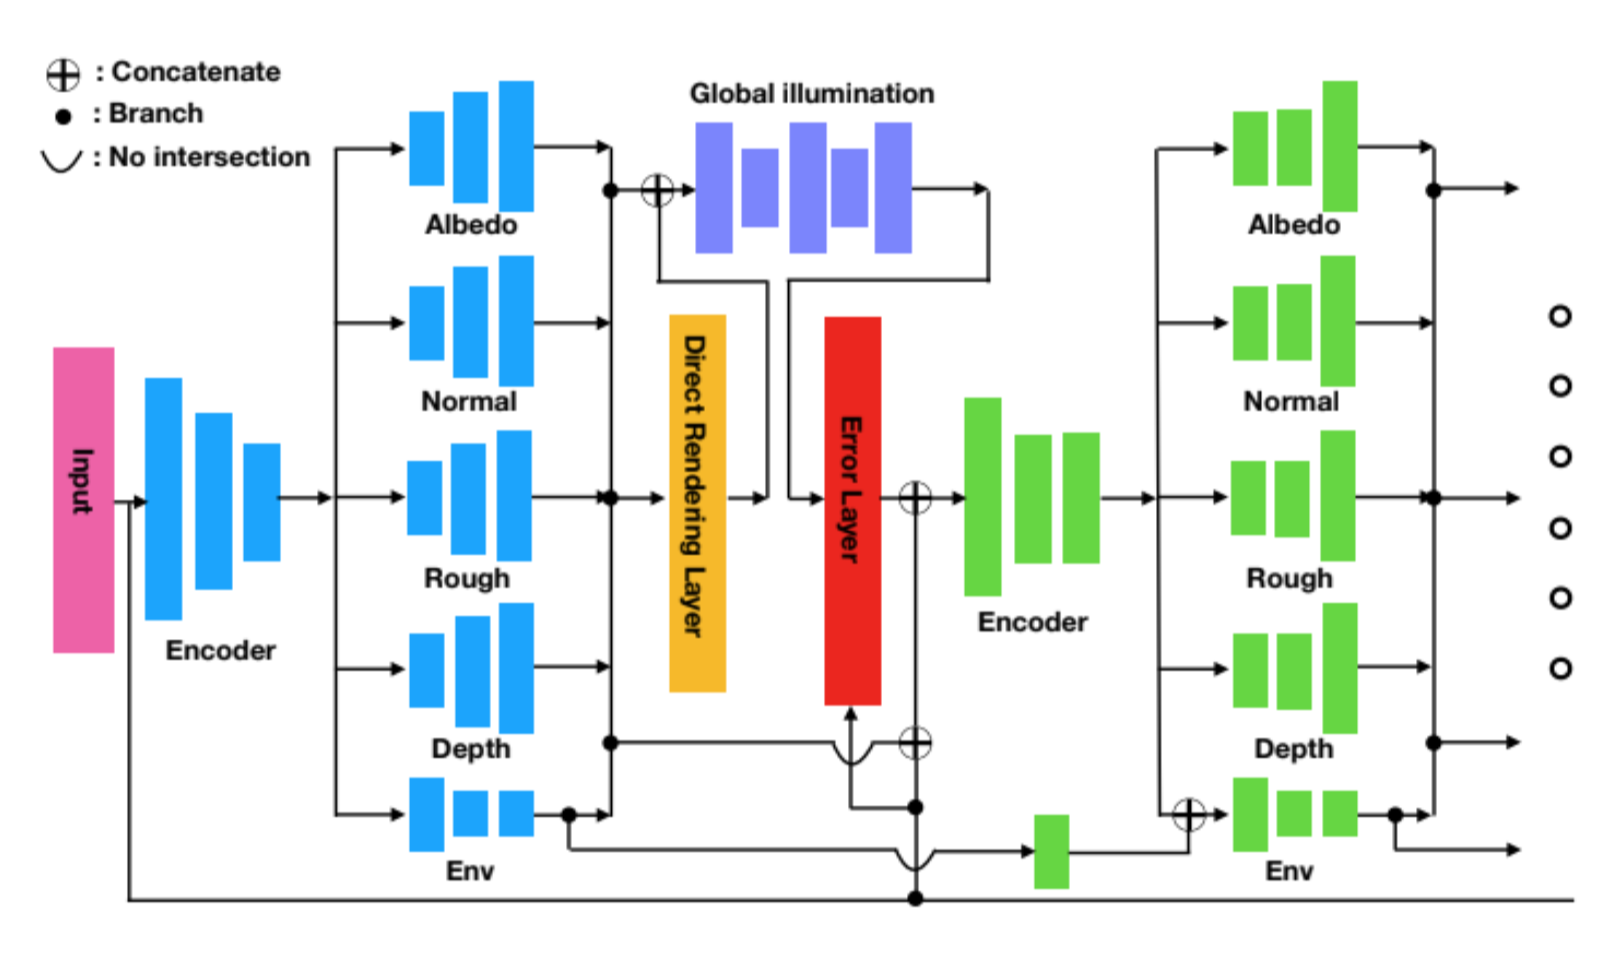 : Concatenate
: Branch
: No intersection
Global illumination
Albedo
Albedo
Normal
Normal
Input
Direct Rendering Layer
Error Layer
Rough
Rough
Encoder
Encoder
Depth
Depth
Env
Env